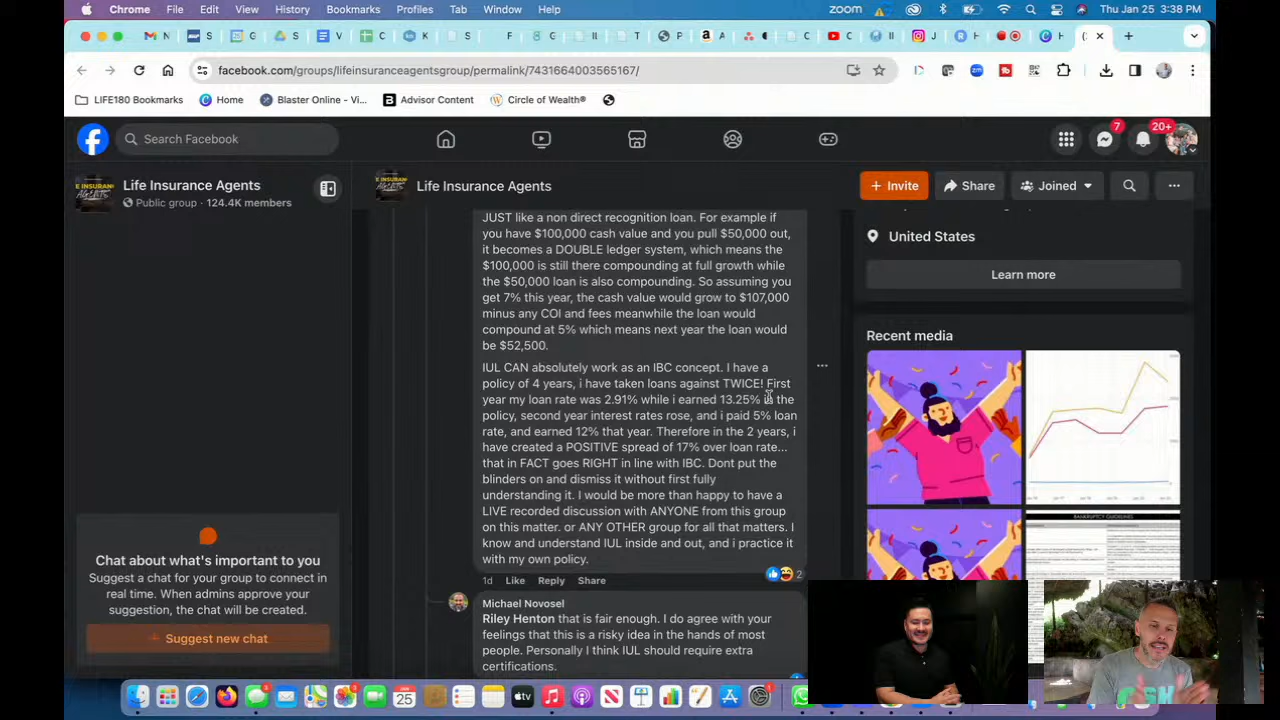 Chrome File Edit View History Bookmarks Profiles Tab Window Help
zoom Thu Jan 25 3:38 PM
facebook.com/groups/lifeinsuranceagentsgroup/permalink/7431664003565167/
LIFE180 Bookmarks Home Blaster Online - Vi... Advisor Content Circle of Wealth®
Search Facebook
7 20+
Life Insurance Agents
Public group · 124.4K members
Life Insurance Agents
+ Invite Share Joined
JUST like a non direct recognition loan. For example if
you have $100,000 cash value and you pull $50,000 out,
it becomes a DOUBLE ledger system, which means the
$100,000 is still there compounding at full growth while
the $50,000 loan is also compounding. So assuming you
get 7% this year, the cash value would grow to $107,000
minus any COI and fees meanwhile the loan would
compound at 5% which means next year the loan would
be $52,500.
IUL CAN absolutely work as an IBC concept. I have a
policy of 4 years, i have taken loans against TWICE! First
year my loan rate was 2.91% while i earned 13.25% the
policy, second year interest rates rose, and i paid 5% loan
rate, and earned 12% that year. Therefore in the 2 years, i
have created a POSITIVE spread of 17% over loan rate...
that in FACT goes RIGHT in line with IBC. Dont put the
blinders on and dismiss it without first fully
understanding it. I would be more than happy to have a
LIVE recorded discussion with ANYONE from this group
on this matter. or ANY OTHER group for all that matters. I
know and understand IUL inside and out, and i practice it
with my own policy.
2
1d Like Reply Share
Michael Novosel
Ricky Henton that is fair enough. I do agree with your
feelings that this is a risky idea in the hands of most
people. Personally I think IUL should require extra
certifications.
United States
Learn more
Recent media
BANKRUPTCY GUIDELINES
Chat about what's important to you
Suggest a chat for your group to connect in
real time. When admins approve your
suggestion, the chat will be created.
+ Suggest new chat
JAN
25
tv